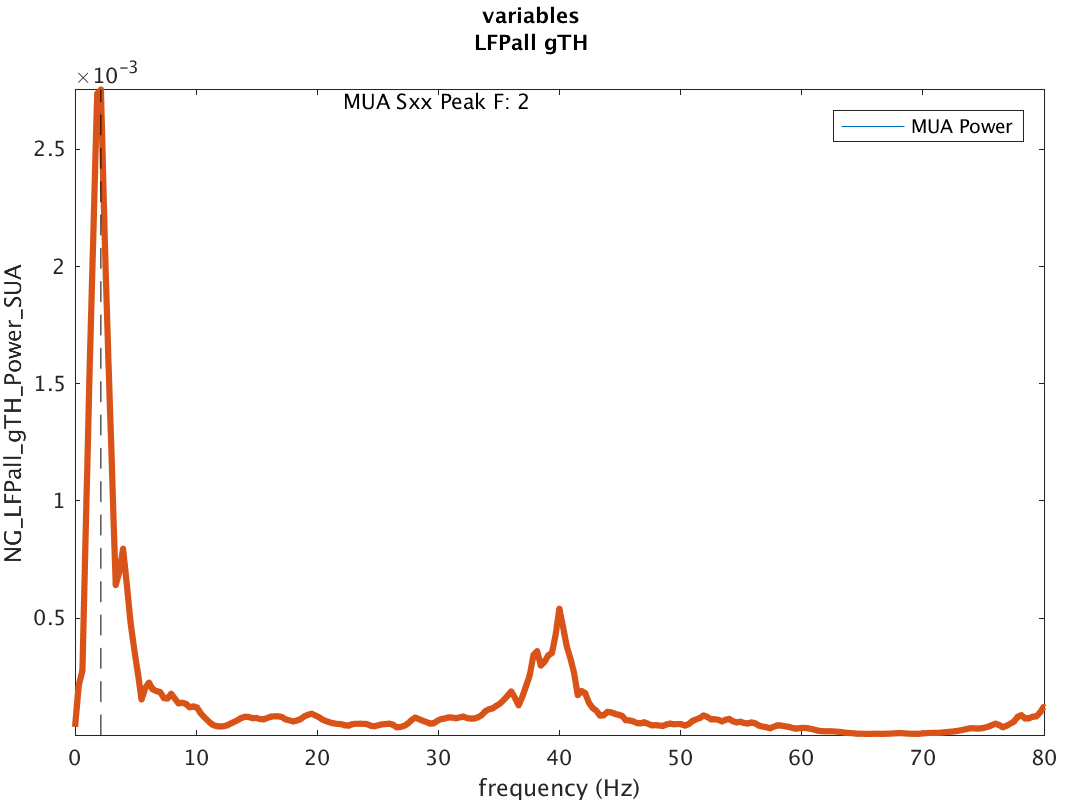 variables
LFPall gTH
×10⁻³
MUA Sxx Peak F: 2
MUA Power
2.5
2
1.5
1
0.5
NG_LFPall_gTH_Power_SUA
0 10 20 30 40 50 60 70 80
frequency (Hz)